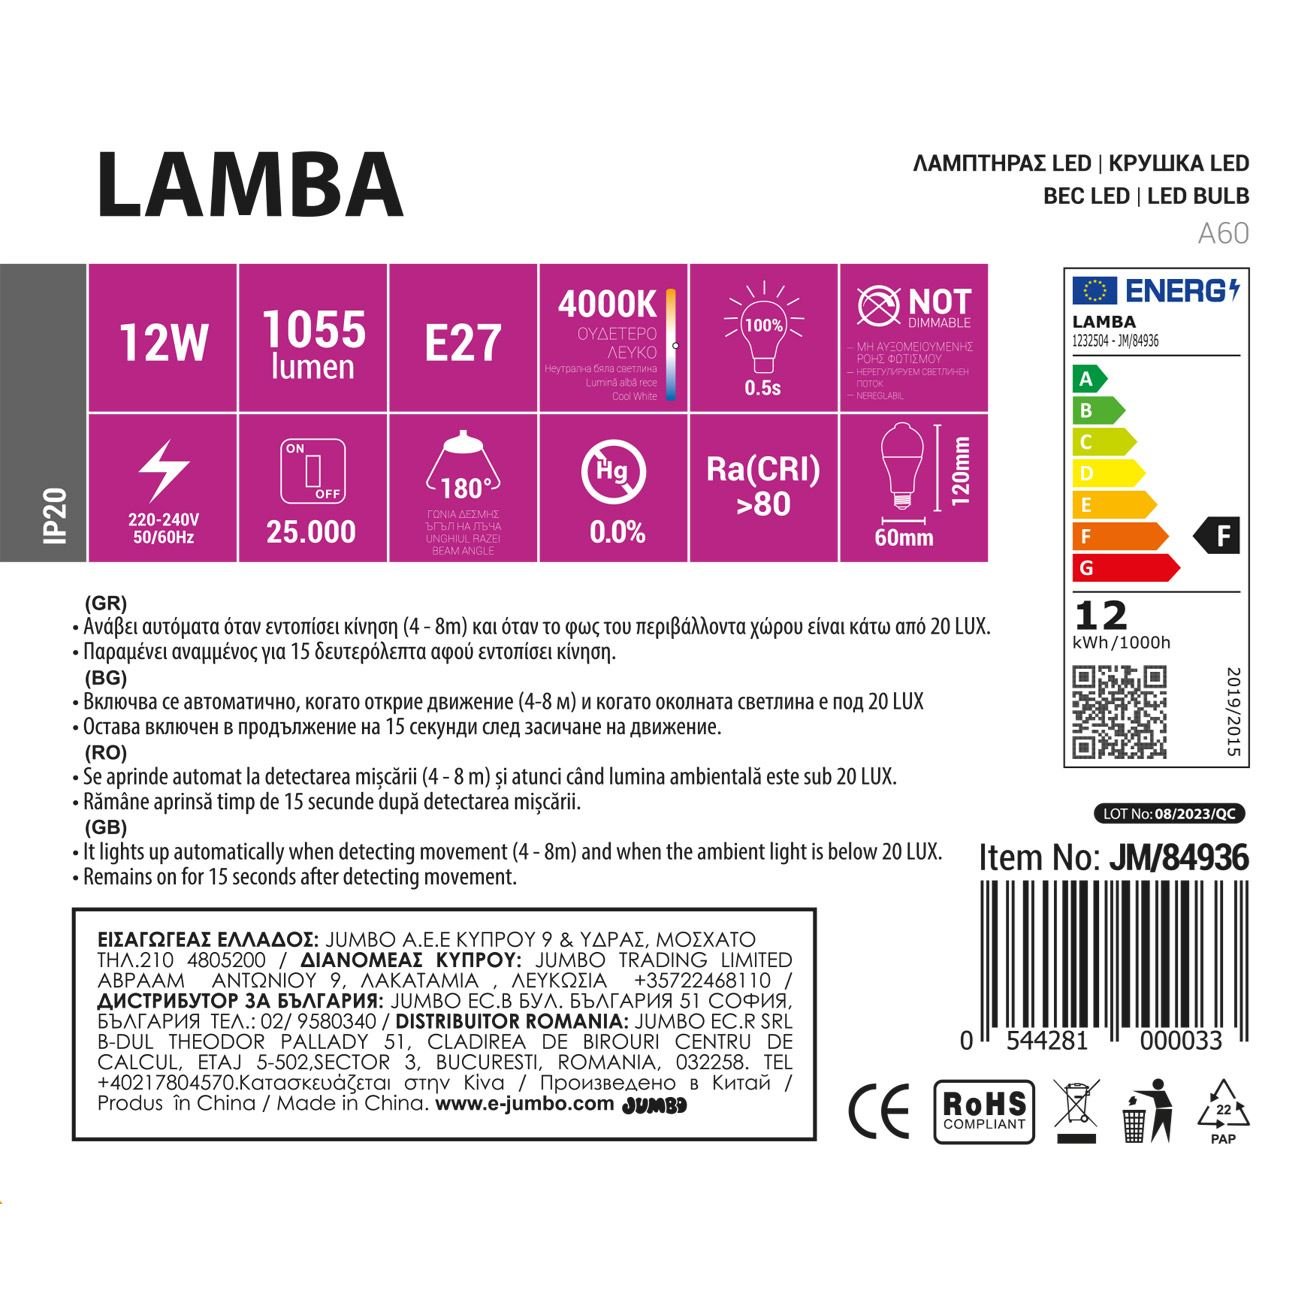 LAMBA
ΛΑΜΠΤΗΡΑΣ LED | КРУШКА LED
BEC LED | LED BULB
A60
IP20
12W
1055
lumen
E27
4000K
ΟΥΔΕΤΕΡΟ
ΛΕΥΚΟ
Неутрална бяла светлина
Lumină albă rece
Cool White
100%
0.5s
NOT
DIMMABLE
– ΜΗ ΑΥΞΟΜΕΙΟΥΜΕΝΗΣ
ΡΟΗΣ ΦΩΤΙΣΜΟΥ
– НЕРЕГУЛИРУЕМ СВЕТЛИНЕН
ПОТОК
– NEREGLABIL
220-240V
50/60Hz
ON
OFF
25.000
180°
ΓΩΝΙΑ ΔΕΣΜΗΣ
ЪГЪЛ НА ЛЪЧА
UNGHIUL RAZEI
BEAM ANGLE
Hg
0.0%
Ra(CRI)
>80
120mm
60mm
ENERG
LAMBA
1232504 - JM/84936
A
B
C
D
E
F
G
F
12
kWh/1000h
2019/2015
(GR)
• Ανάβει αυτόματα όταν εντοπίσει κίνηση (4 - 8m) και όταν το φως του περιβάλλοντα χώρου είναι κάτω από 20 LUX.
• Παραμένει αναμμένος για 15 δευτερόλεπτα αφού εντοπίσει κίνηση.
(BG)
• Включва се автоматично, когато открие движение (4-8 м) и когато околната светлина е под 20 LUX
• Остава включен в продължение на 15 секунди след засичане на движение.
(RO)
• Se aprinde automat la detectarea mișcării (4 - 8 m) și atunci când lumina ambientală este sub 20 LUX.
• Rămâne aprinsă timp de 15 secunde după detectarea mișcării.
(GB)
• It lights up automatically when detecting movement (4 - 8m) and when the ambient light is below 20 LUX.
• Remains on for 15 seconds after detecting movement.
LOT No: 08/2023/QC
Item No: JM/84936
0 544281 000033
ΕΙΣΑΓΩΓΕΑΣ ΕΛΛΑΔΟΣ: JUMBO Α.Ε.Ε ΚΥΠΡΟΥ 9 & ΥΔΡΑΣ, ΜΟΣΧΑΤΟ
ΤΗΛ.210 4805200 / ΔΙΑΝΟΜΕΑΣ ΚΥΠΡΟΥ: JUMBO TRADING LIMITED
ΑΒΡΑΑΜ ΑΝΤΩΝΙΟΥ 9, ΛΑΚΑΤΑΜΙΑ , ΛΕΥΚΩΣΙΑ +35722468110 /
ДИСТРИБУТОР ЗА БЪЛГАРИЯ: JUMBO EC.B БУЛ. БЪЛГАРИЯ 51 СОФИЯ,
БЪЛГАРИЯ ТЕЛ.: 02/ 9580340 / DISTRIBUITOR ROMANIA: JUMBO EC.R SRL
B-DUL THEODOR PALLADY 51, CLADIREA DE BIROURI CENTRU DE
CALCUL, ETAJ 5-502,SECTOR 3, BUCURESTI, ROMANIA, 032258. TEL
+40217804570.Κατασκευάζεται στην Κίνα / Произведено в Китай /
Produs în China / Made in China. www.e-jumbo.com JUMBO
CE
RoHS
COMPLIANT
22
PAP